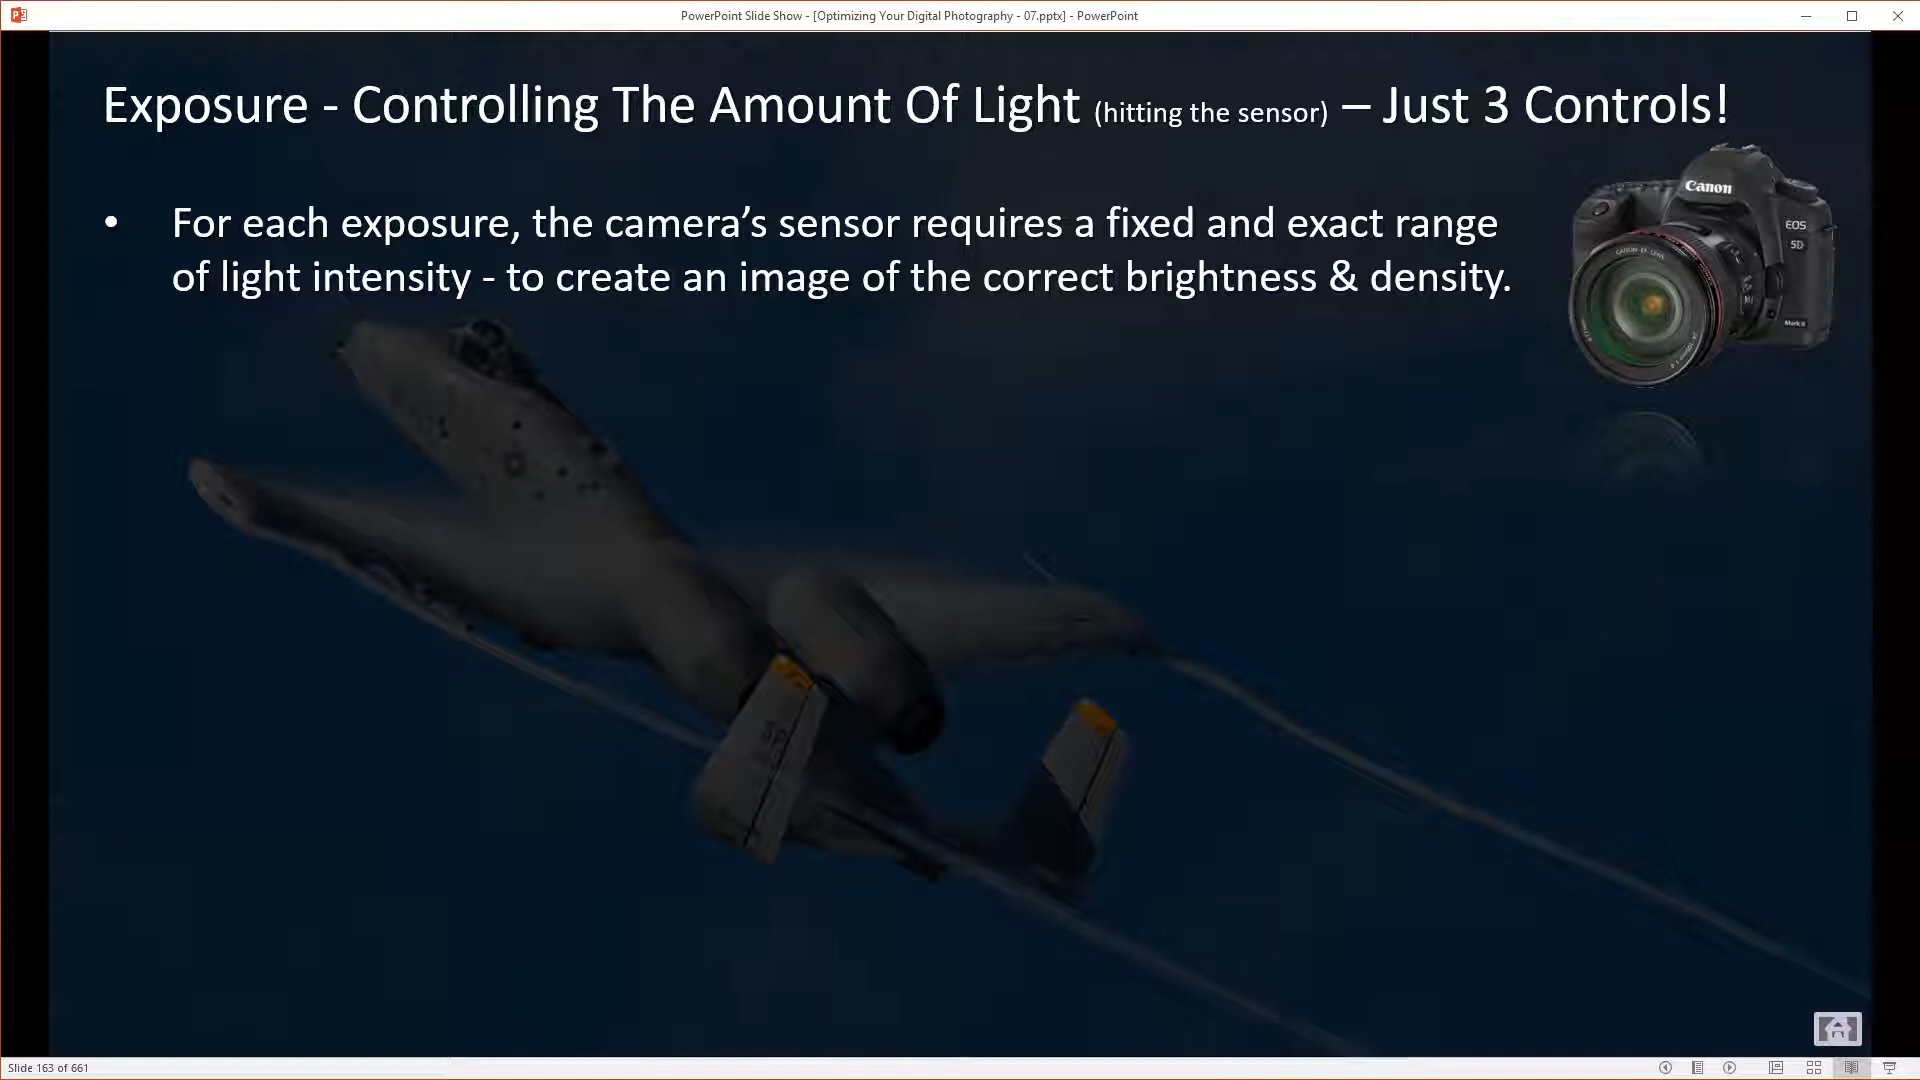 PowerPoint Slide Show - [Optimizing Your Digital Photography - 07.pptx] - PowerPoint
Exposure - Controlling The Amount Of Light (hitting the sensor) – Just 3 Controls!
• For each exposure, the camera’s sensor requires a fixed and exact range
of light intensity - to create an image of the correct brightness & density.
Canon
EOS
5D
Mark II
Slide 163 of 661